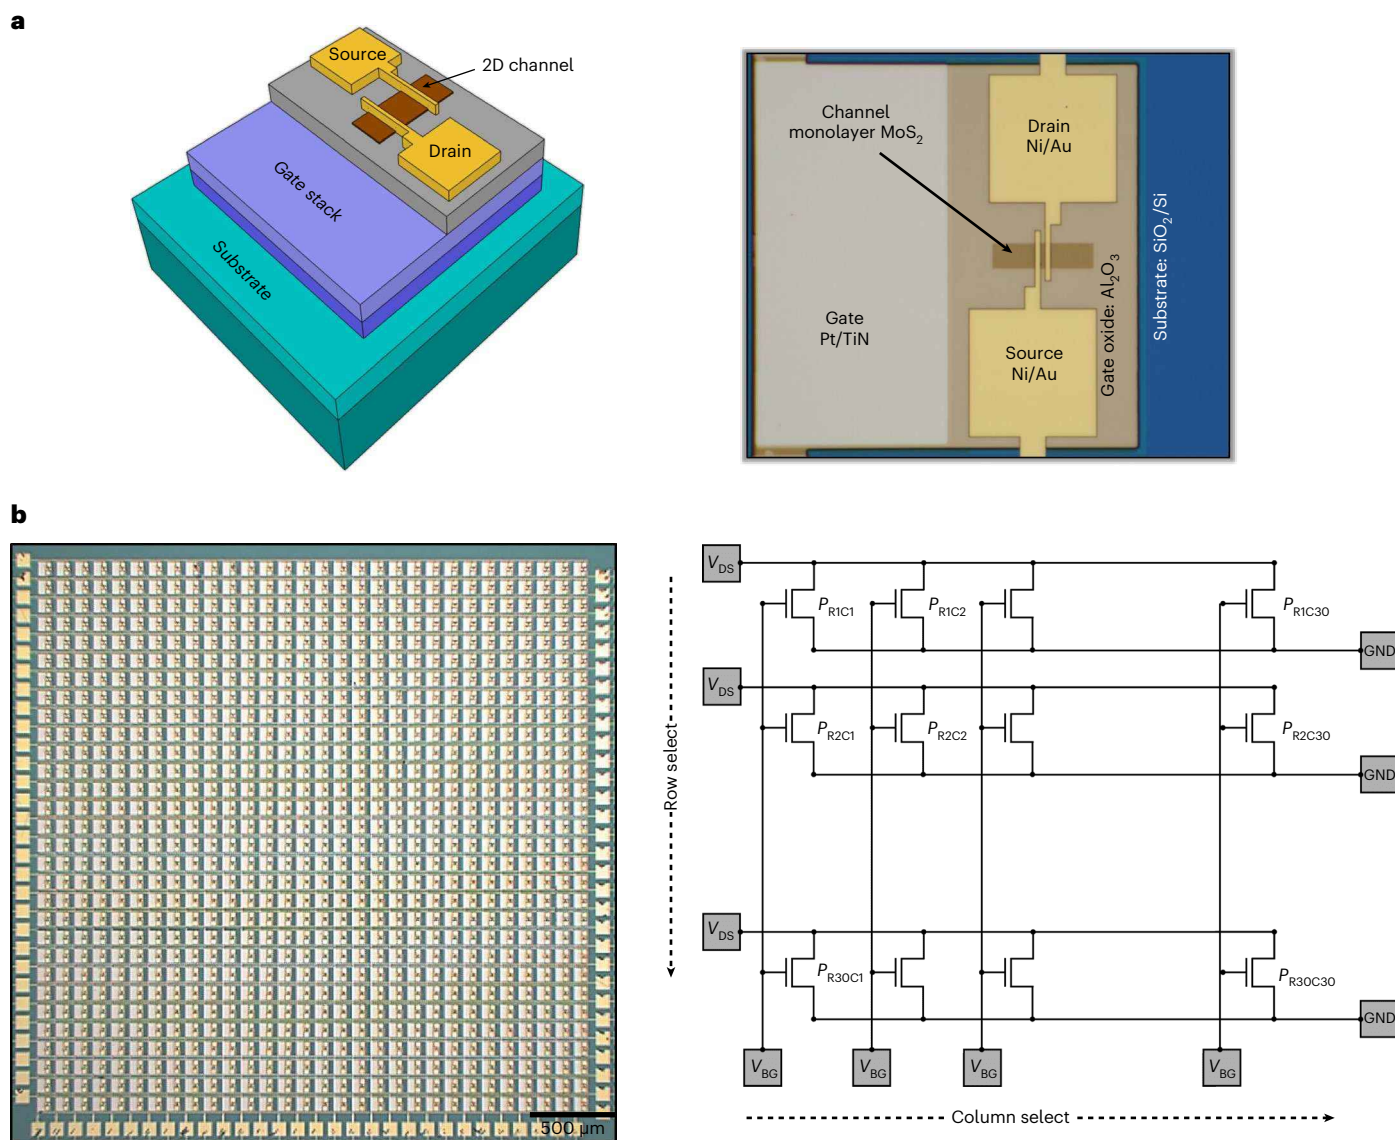 a
Source
2D channel
Drain
Gate stack
Substrate
Channel
monolayer MoS2
Drain
Ni/Au
Gate
Pt/TiN
Source
Ni/Au
Gate oxide: Al2O3
Substrate: SiO2/Si
b
500 µm
Row select
VDS
PR1C1
PR1C2
PR1C30
GND
VDS
PR2C1
PR2C2
PR2C30
GND
VDS
PR30C1
PR30C30
GND
VBG
VBG
VBG
VBG
Column select